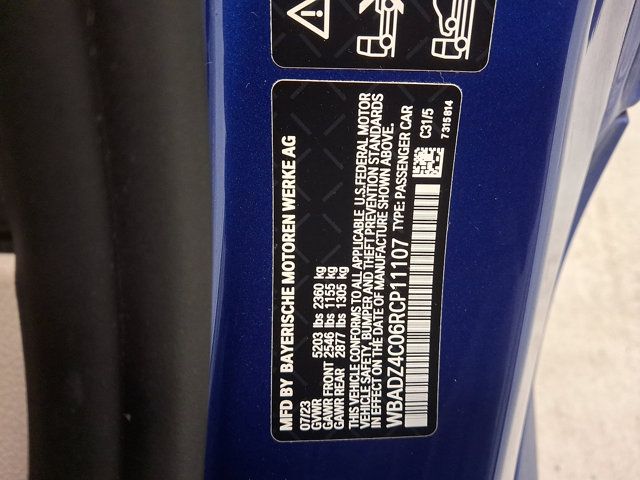 MFD BY BAYERISCHE MOTOREN WERKE AG
07/23
GVWR 5203 lbs 2360 kg
GAWR FRONT 2546 lbs 1155 kg
GAWR REAR 2877 lbs 1305 kg
THIS VEHICLE CONFORMS TO ALL APPLICABLE U.S.FEDERAL MOTOR
VEHICLE SAFETY, BUMPER AND THEFT PREVENTION STANDARDS
IN EFFECT ON THE DATE OF MANUFACTURE SHOWN ABOVE.
WBADZ4C06RCP11107 TYPE: PASSENGER CAR
C31/5
7315814